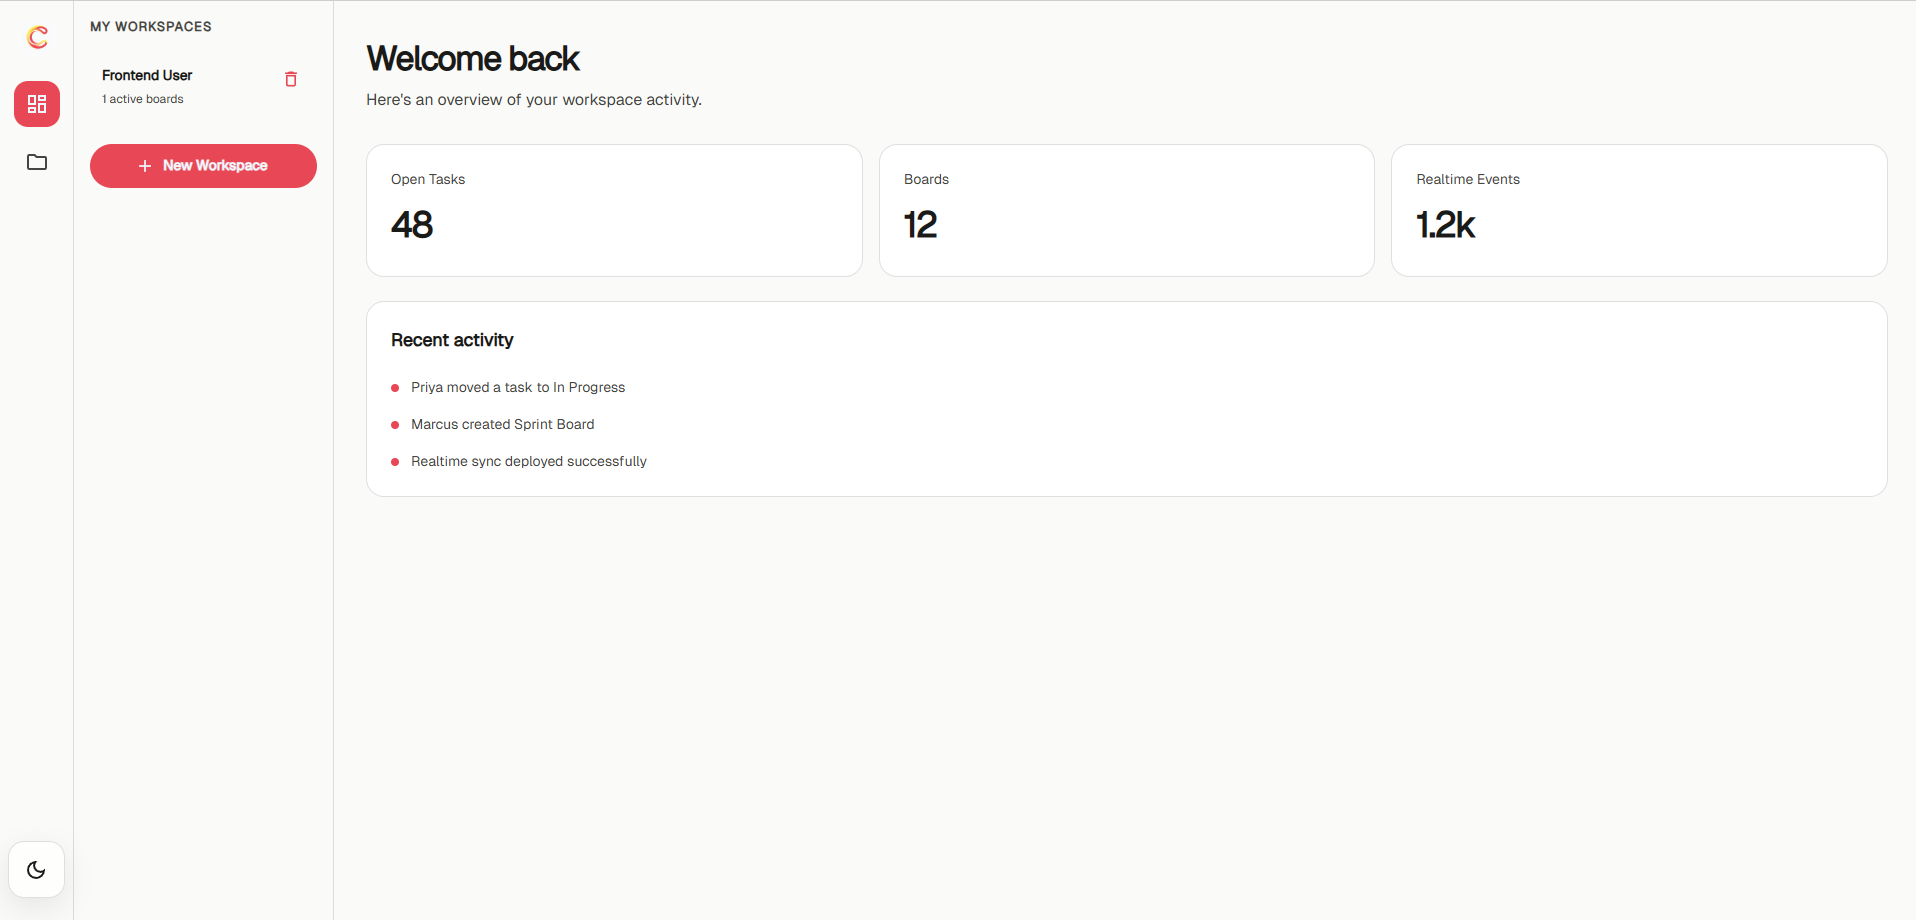 MY WORKSPACES
Frontend User
1 active boards
New Workspace
Welcome back
Here's an overview of your workspace activity.
Open Tasks
48
Boards
12
Realtime Events
1.2k
Recent activity
Priya moved a task to In Progress
Marcus created Sprint Board
Realtime sync deployed successfully